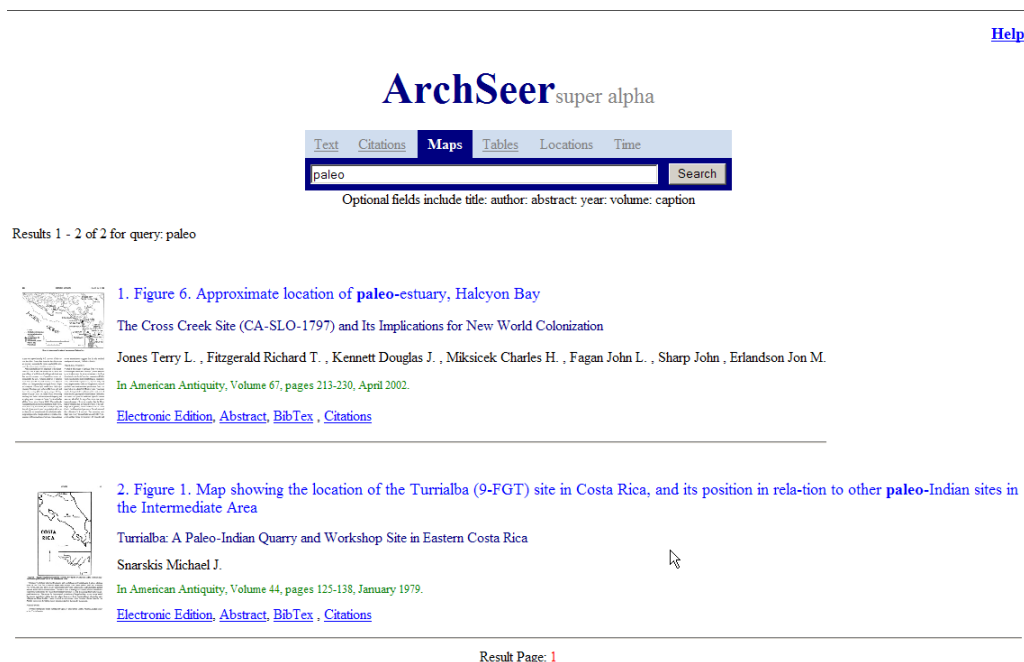 Help
ArchSeer super alpha
Text Citations Maps Tables Locations Time
paleo Search
Optional fields include title: author: abstract: year: volume: caption
Results 1 - 2 of 2 for query: paleo
1. Figure 6. Approximate location of paleo-estuary, Halcyon Bay
The Cross Creek Site (CA-SLO-1797) and Its Implications for New World Colonization
Jones Terry L. , Fitzgerald Richard T. , Kennett Douglas J. , Miksicek Charles H. , Fagan John L. , Sharp John , Erlandson Jon M.
In American Antiquity, Volume 67, pages 213-230, April 2002.
Electronic Edition, Abstract, BibTex , Citations
2. Figure 1. Map showing the location of the Turrialba (9-FGT) site in Costa Rica, and its position in rela-tion to other paleo-Indian sites in
the Intermediate Area
COSTA
RICA
Turrialba: A Paleo-Indian Quarry and Workshop Site in Eastern Costa Rica
Snarskis Michael J.
In American Antiquity, Volume 44, pages 125-138, January 1979.
Electronic Edition, Abstract, BibTex , Citations
Result Page: 1